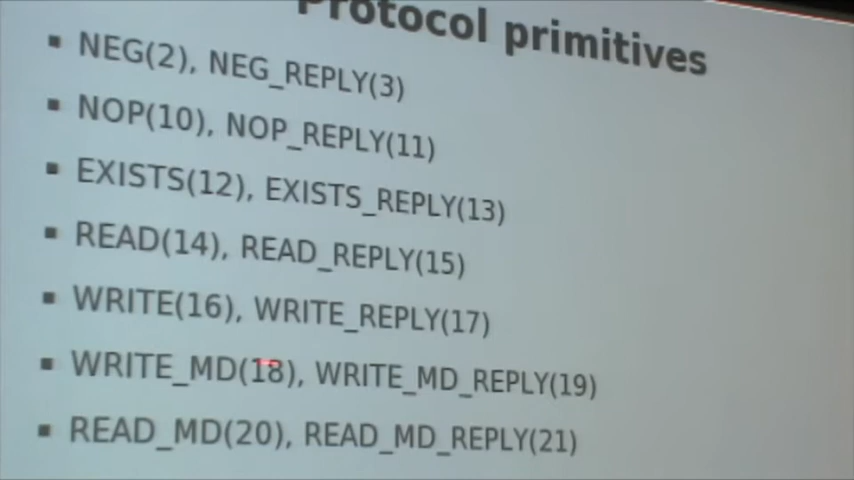 Protocol primitives
NEG(2), NEG_REPLY(3)
NOP(10), NOP_REPLY(11)
EXISTS(12), EXISTS_REPLY(13)
READ(14), READ_REPLY(15)
WRITE(16), WRITE_REPLY(17)
WRITE_MD(18), WRITE_MD_REPLY(19)
READ_MD(20), READ_MD_REPLY(21)